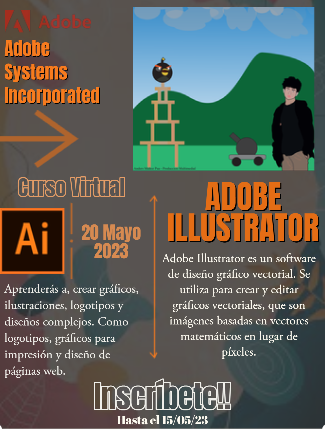 Adobe
Adobe
Systems
Incorporated
Curso Virtual
Ai
20 Mayo
2023
Aprenderás a, crear gráficos,
ilustraciones, logotipos y
diseños complejos. Como
logotipos, gráficos para
impresión y diseño de
páginas web.
ADOBE
ILLUSTRATOR
Adobe Illustrator es un software
de diseño gráfico vectorial. Se
utiliza para crear y editar
gráficos vectoriales, que son
imágenes basadas en vectores
matemáticos en lugar de
píxeles.
Inscríbete!!
Hasta el 15/05/23